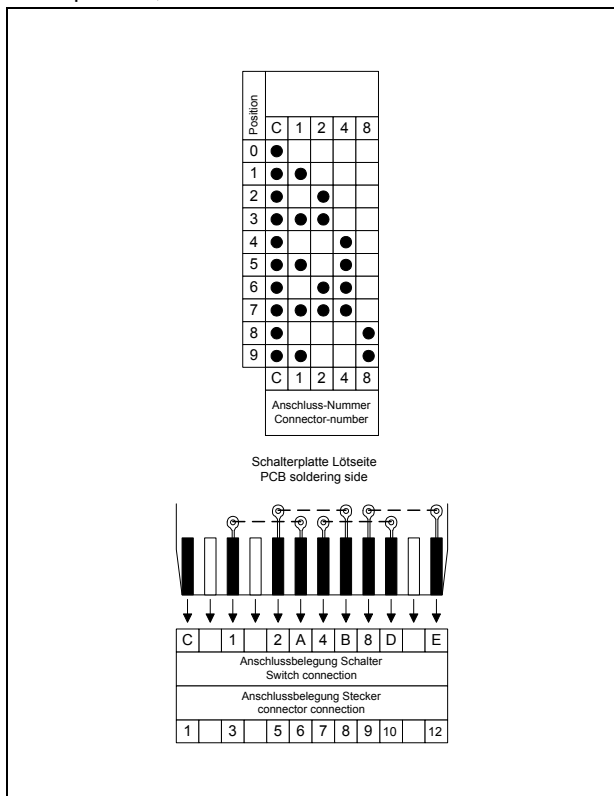 Position
C 1 2 4 8
0
1
2
3
4
5
6
7
8
9
C 1 2 4 8
Anschluss-Nummer
Connector-number
Schalterplatte Lötseite
PCB soldering side
C 1 2 A 4 B 8 D E
Anschlussbelegung Schalter
Switch connection
Anschlussbelegung Stecker
connector connection
1 3 5 6 7 8 9 10 12